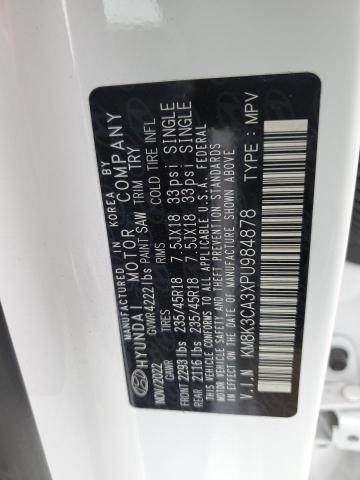 MANUFACTURED IN KOREA BY
HYUNDAI MOTOR COMPANY
NOV/2022 GVWR4222lbs PAINT SAW TRIM TRY
GAWR TIRES RIMS COLD TIRE INFL
FRONT 2293 lbs 235/45R18 7.5JX18 33psi SINGLE
REAR 2116 lbs 235/45R18 7.5JX18 33psi SINGLE
THIS VEHICLE CONFORMS TO ALL APPLICABLE U.S.A. FEDERAL
MOTOR VEHICLE SAFETY, BUMPER, AND THEFT PREVENTION STANDARDS
IN EFFECT ON THE DATE OF MANUFACTURE SHOWN ABOVE.
V.I.N : KM8K3CA3XPU984878 TYPE : MPV